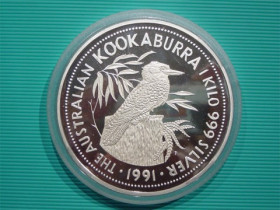 THE AUSTRALIAN KOOKABURRA 1 KILO 999 SILVER
· 1991 ·